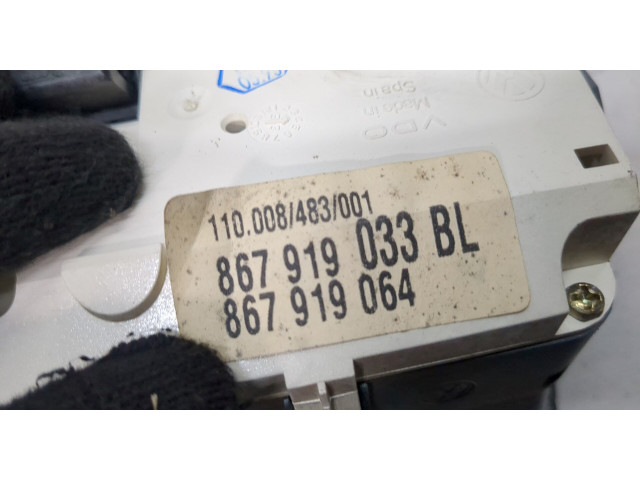 VDO
Made in
Spain
110.008/483/001
867 919 033 BL
867 919 064